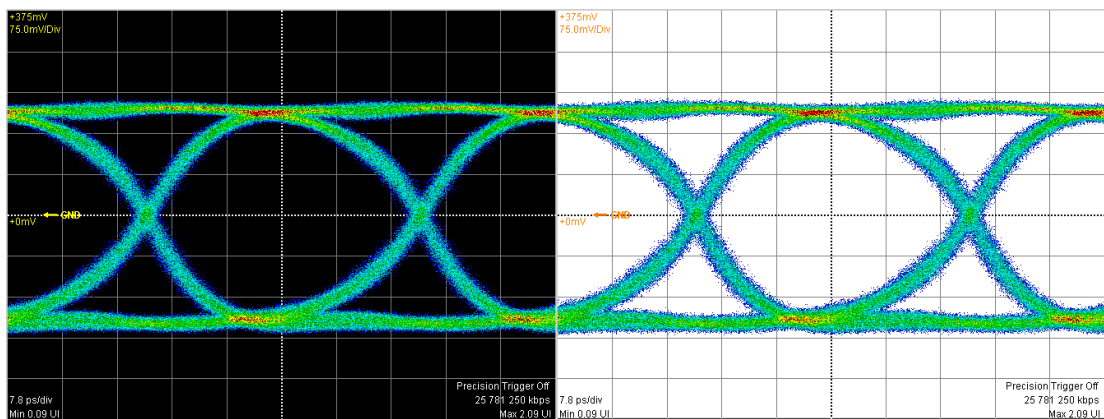 +375mV
75.0mV/Div
+0mV
GND
Precision Trigger Off
7.8 ps/div
25 781 250 kbps
Min 0.09 UI
Max 2.09 UI
+375mV
75.0mV/Div
+0mV
GND
Precision Trigger Off
7.8 ps/div
25 781 250 kbps
Min 0.09 UI
Max 2.09 UI